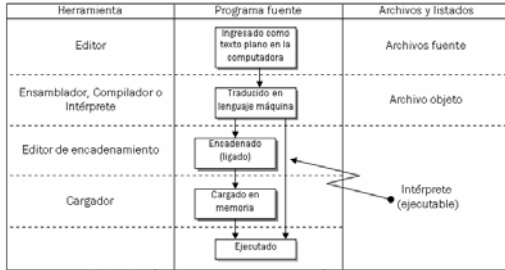 Herramienta
Programa fuente
Archivos y listados
Editor
Ingresado como
texto plano en la
computadora
Archivos fuente
Ensamblador, Compilador o
Intérprete
Traducido en
lenguaje máquina
Archivo objeto
Editor de encadenamiento
Encadenado
(ligado)
Cargador
Cargado en
memoria
Intérprete
(ejecutable)
Ejecutado